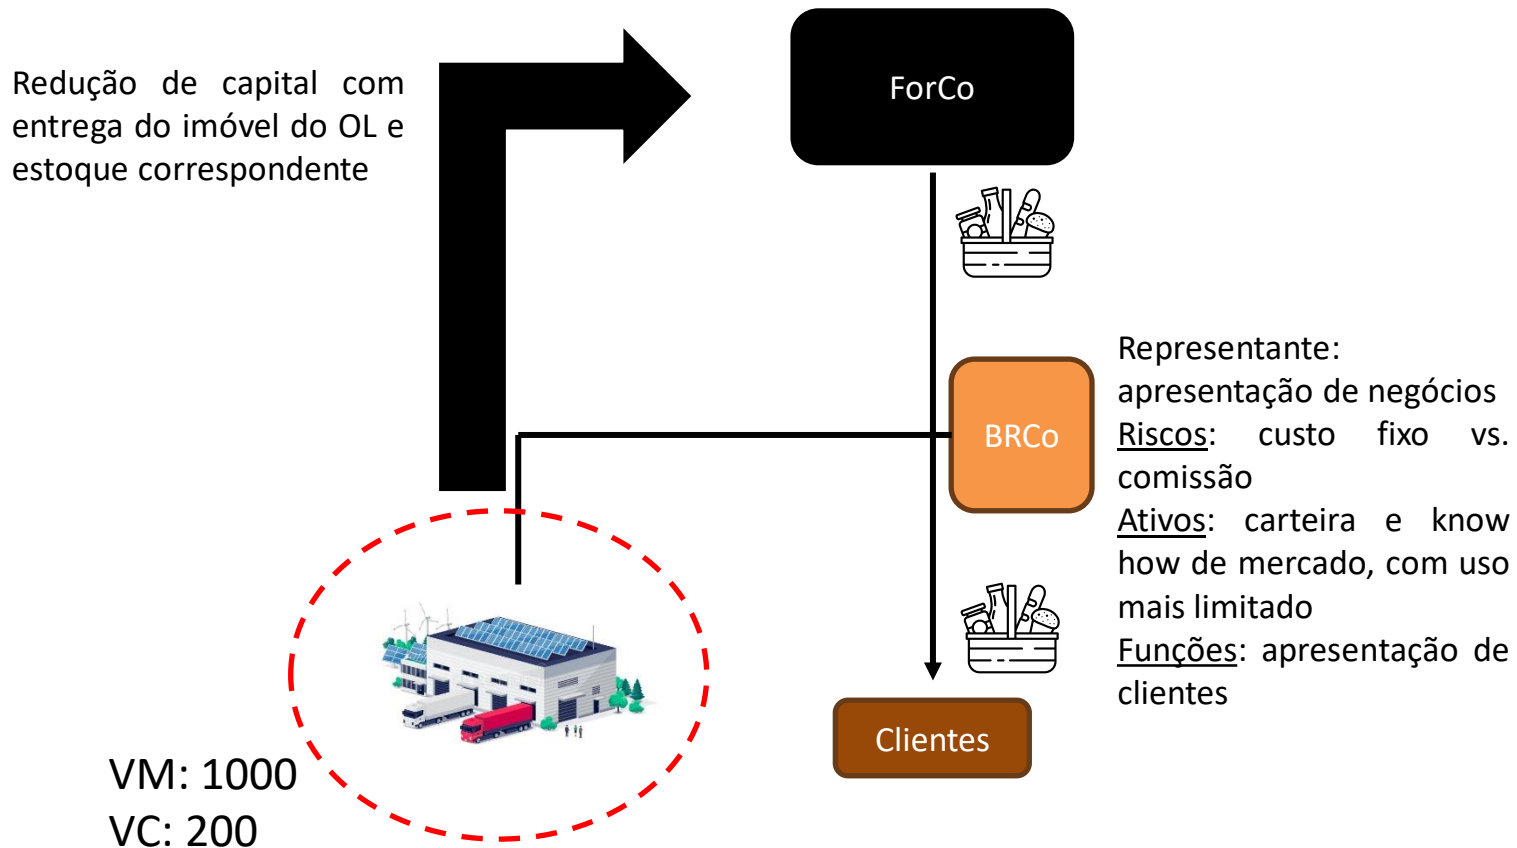 Redução de capital com
entrega do imóvel do OL e
estoque correspondente
ForCo
Representante:
apresentação de negócios
Riscos: custo fixo vs.
comissão
Ativos: carteira e know
how de mercado, com uso
mais limitado
Funções: apresentação de
clientes
BRCo
Clientes
VM: 1000
VC: 200